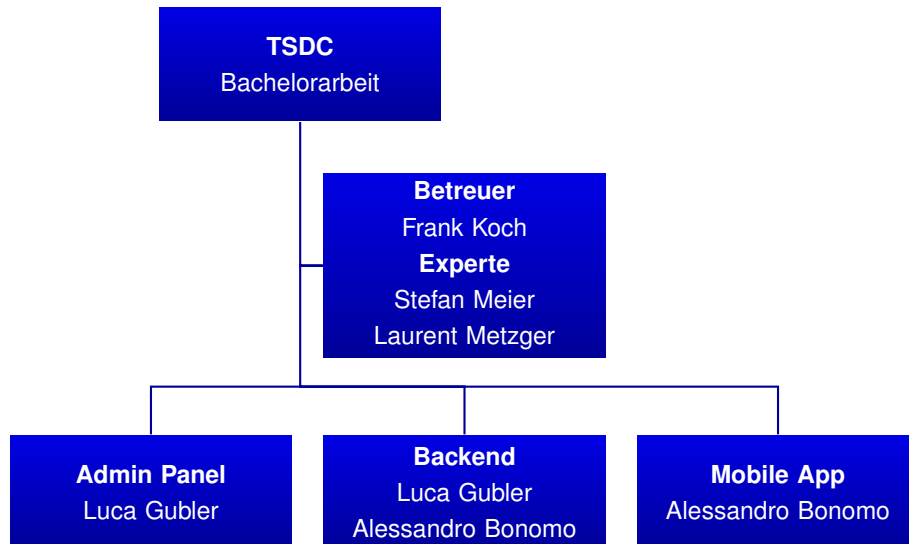 TSDC
Bachelorarbeit
Betreuer
Frank Koch
Experte
Stefan Meier
Laurent Metzger
Admin Panel
Luca Gubler
Backend
Luca Gubler
Alessandro Bonomo
Mobile App
Alessandro Bonomo